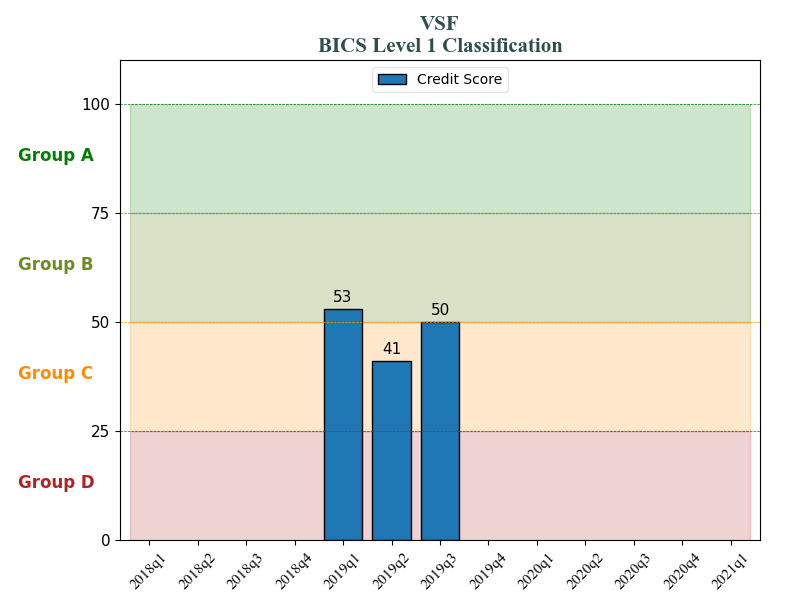 VSF
BICS Level 1 Classification
Credit Score
100
Group A
75
Group B
53
50
50
41
Group C
25
Group D
0
2018q1
2018q2
2018q3
2018q4
2019q1
2019q2
2019q3
2019q4
2020q1
2020q2
2020q3
2020q4
2021q1